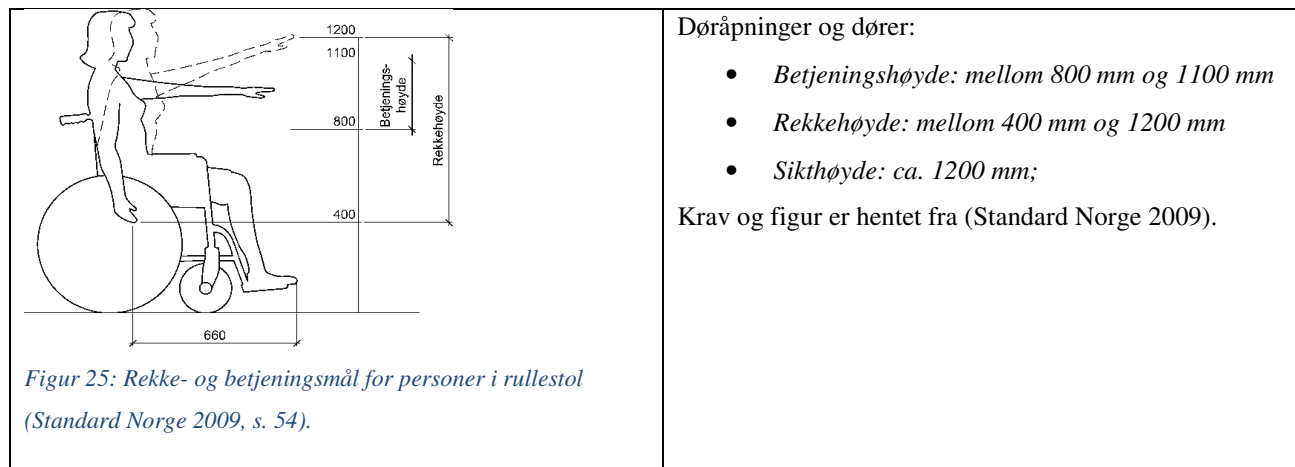 1200
1100
800
400
660
Betjenings-
høyde
Rekkehøyde
Figur 25: Rekke- og betjeningsmål for personer i rullestol
(Standard Norge 2009, s. 54).
Døråpninger og dører:
• Betjeningshøyde: mellom 800 mm og 1100 mm
• Rekkehøyde: mellom 400 mm og 1200 mm
• Sikthøyde: ca. 1200 mm;
Krav og figur er hentet fra (Standard Norge 2009).